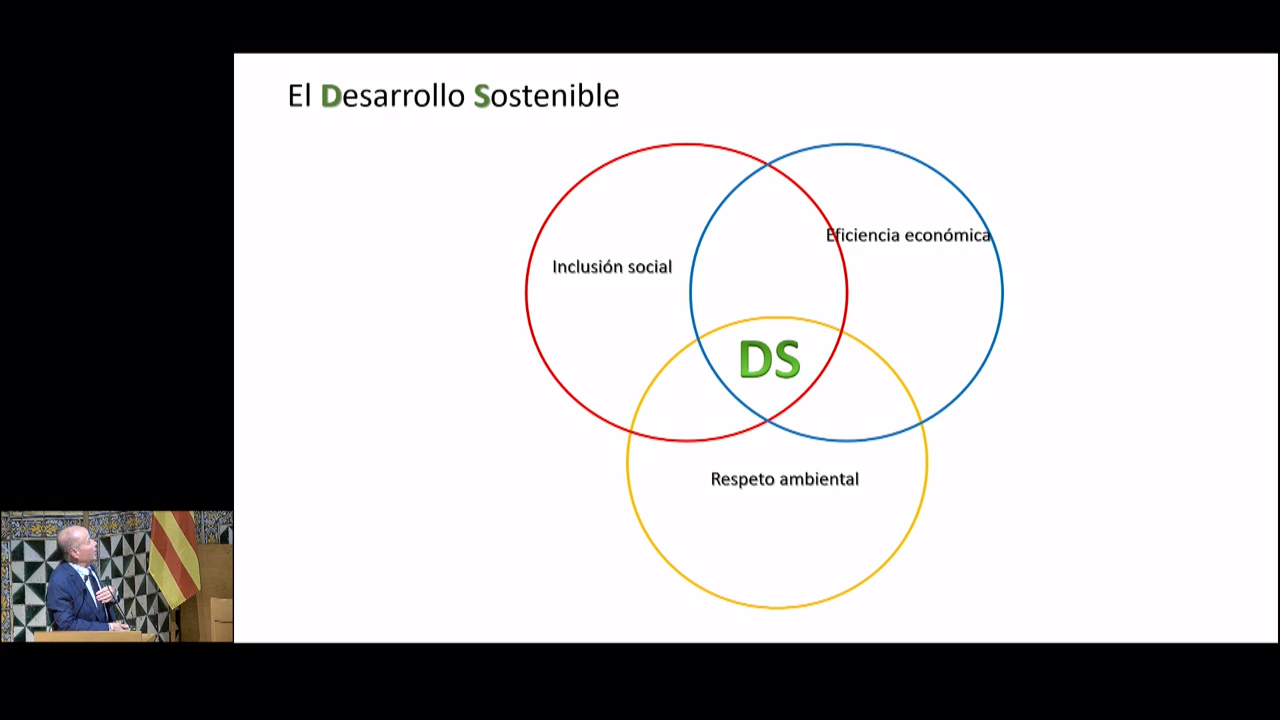 El Desarrollo Sostenible
Eficiencia económica
Inclusión social
DS
Respeto ambiental